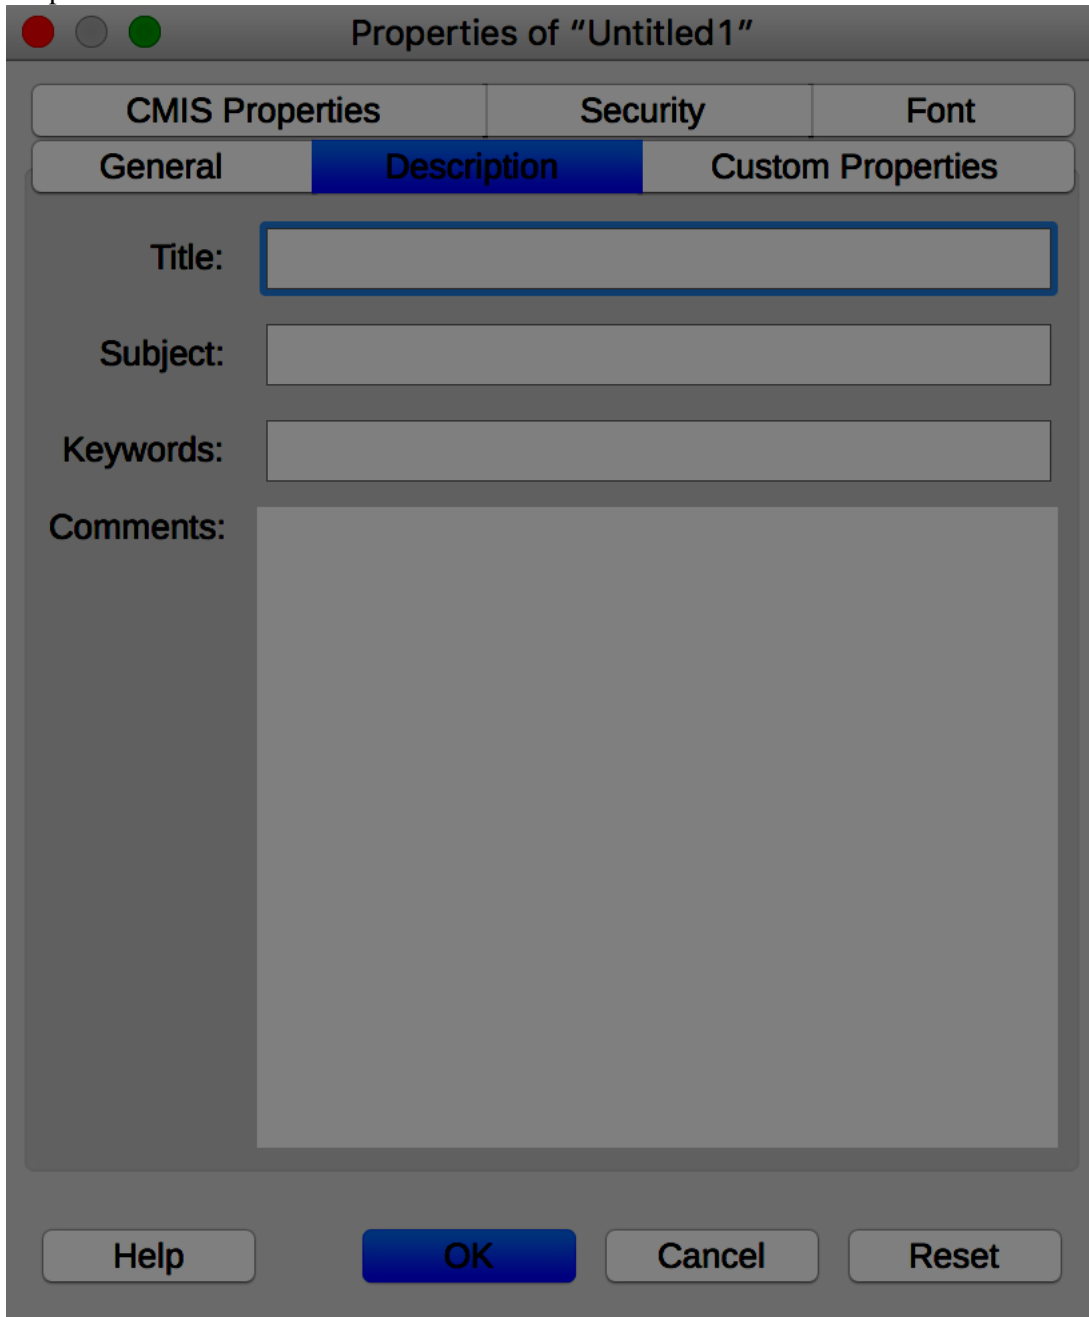 Properties of “Untitled1”
CMIS Properties Security Font
General Description Custom Properties
Title:
Subject:
Keywords:
Comments:
Help OK Cancel Reset